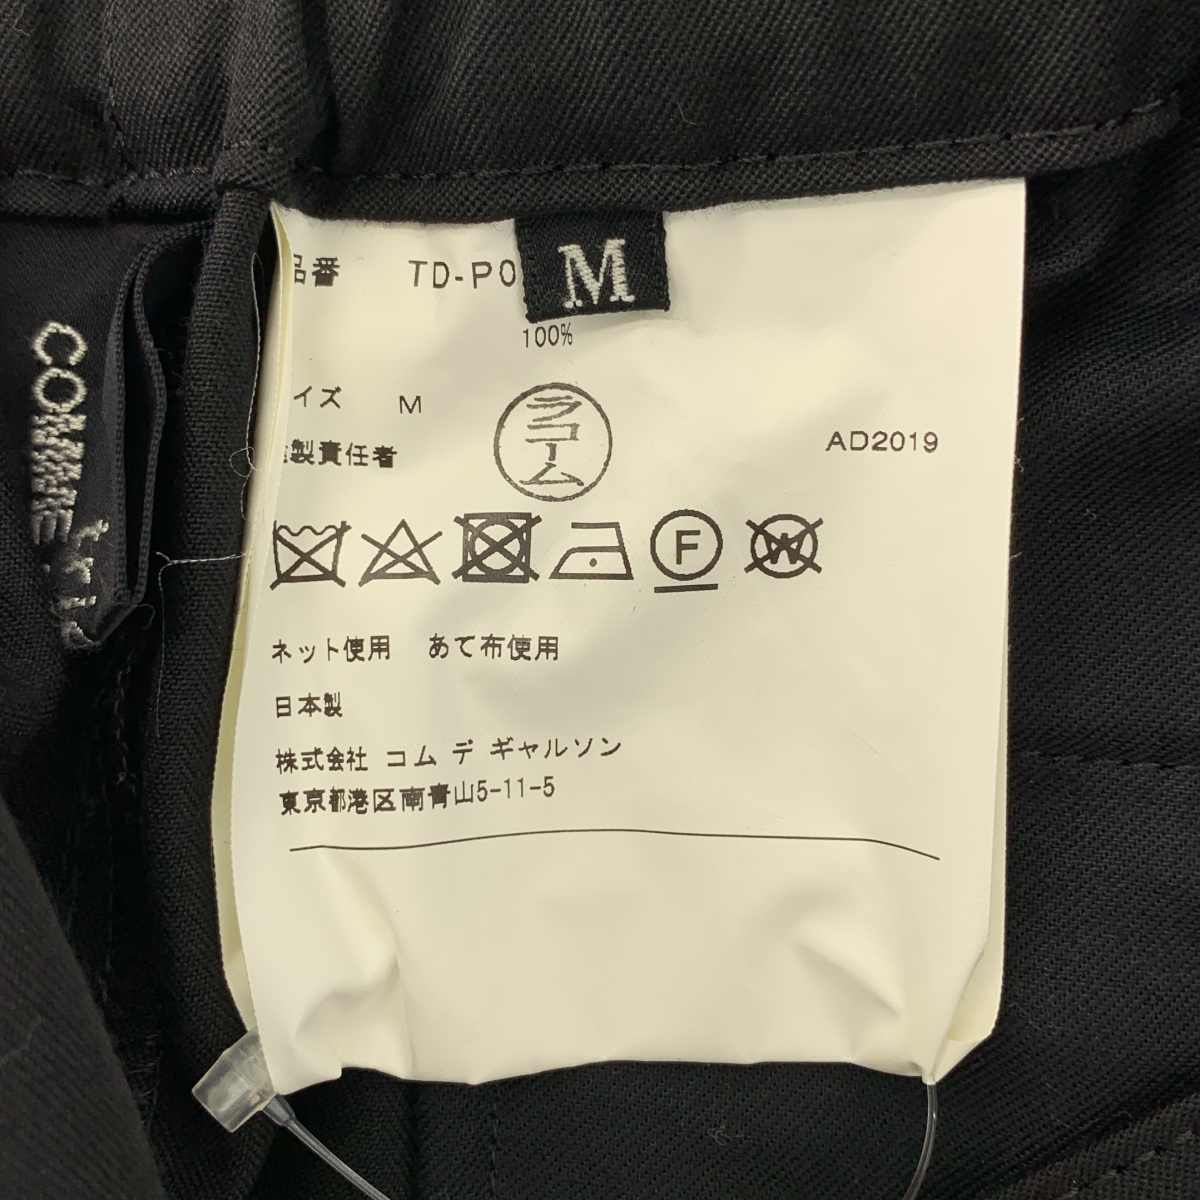 品番 TD-P0
M
100%
イズ M
製責任者
ラコーム
AD2019
F
W
ネット使用 あて布使用
日本製
株式会社 コム デ ギャルソン
東京都港区南青山5-11-5
COMME